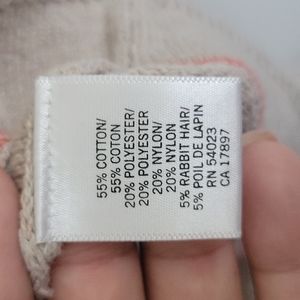 55% COTTON/
55% COTON
20% POLYESTER/
20% POLYESTER
20% NYLON/
20% NYLON
5% RABBIT HAIR/
5% POIL DE LAPIN
RN 54023
CA 17897